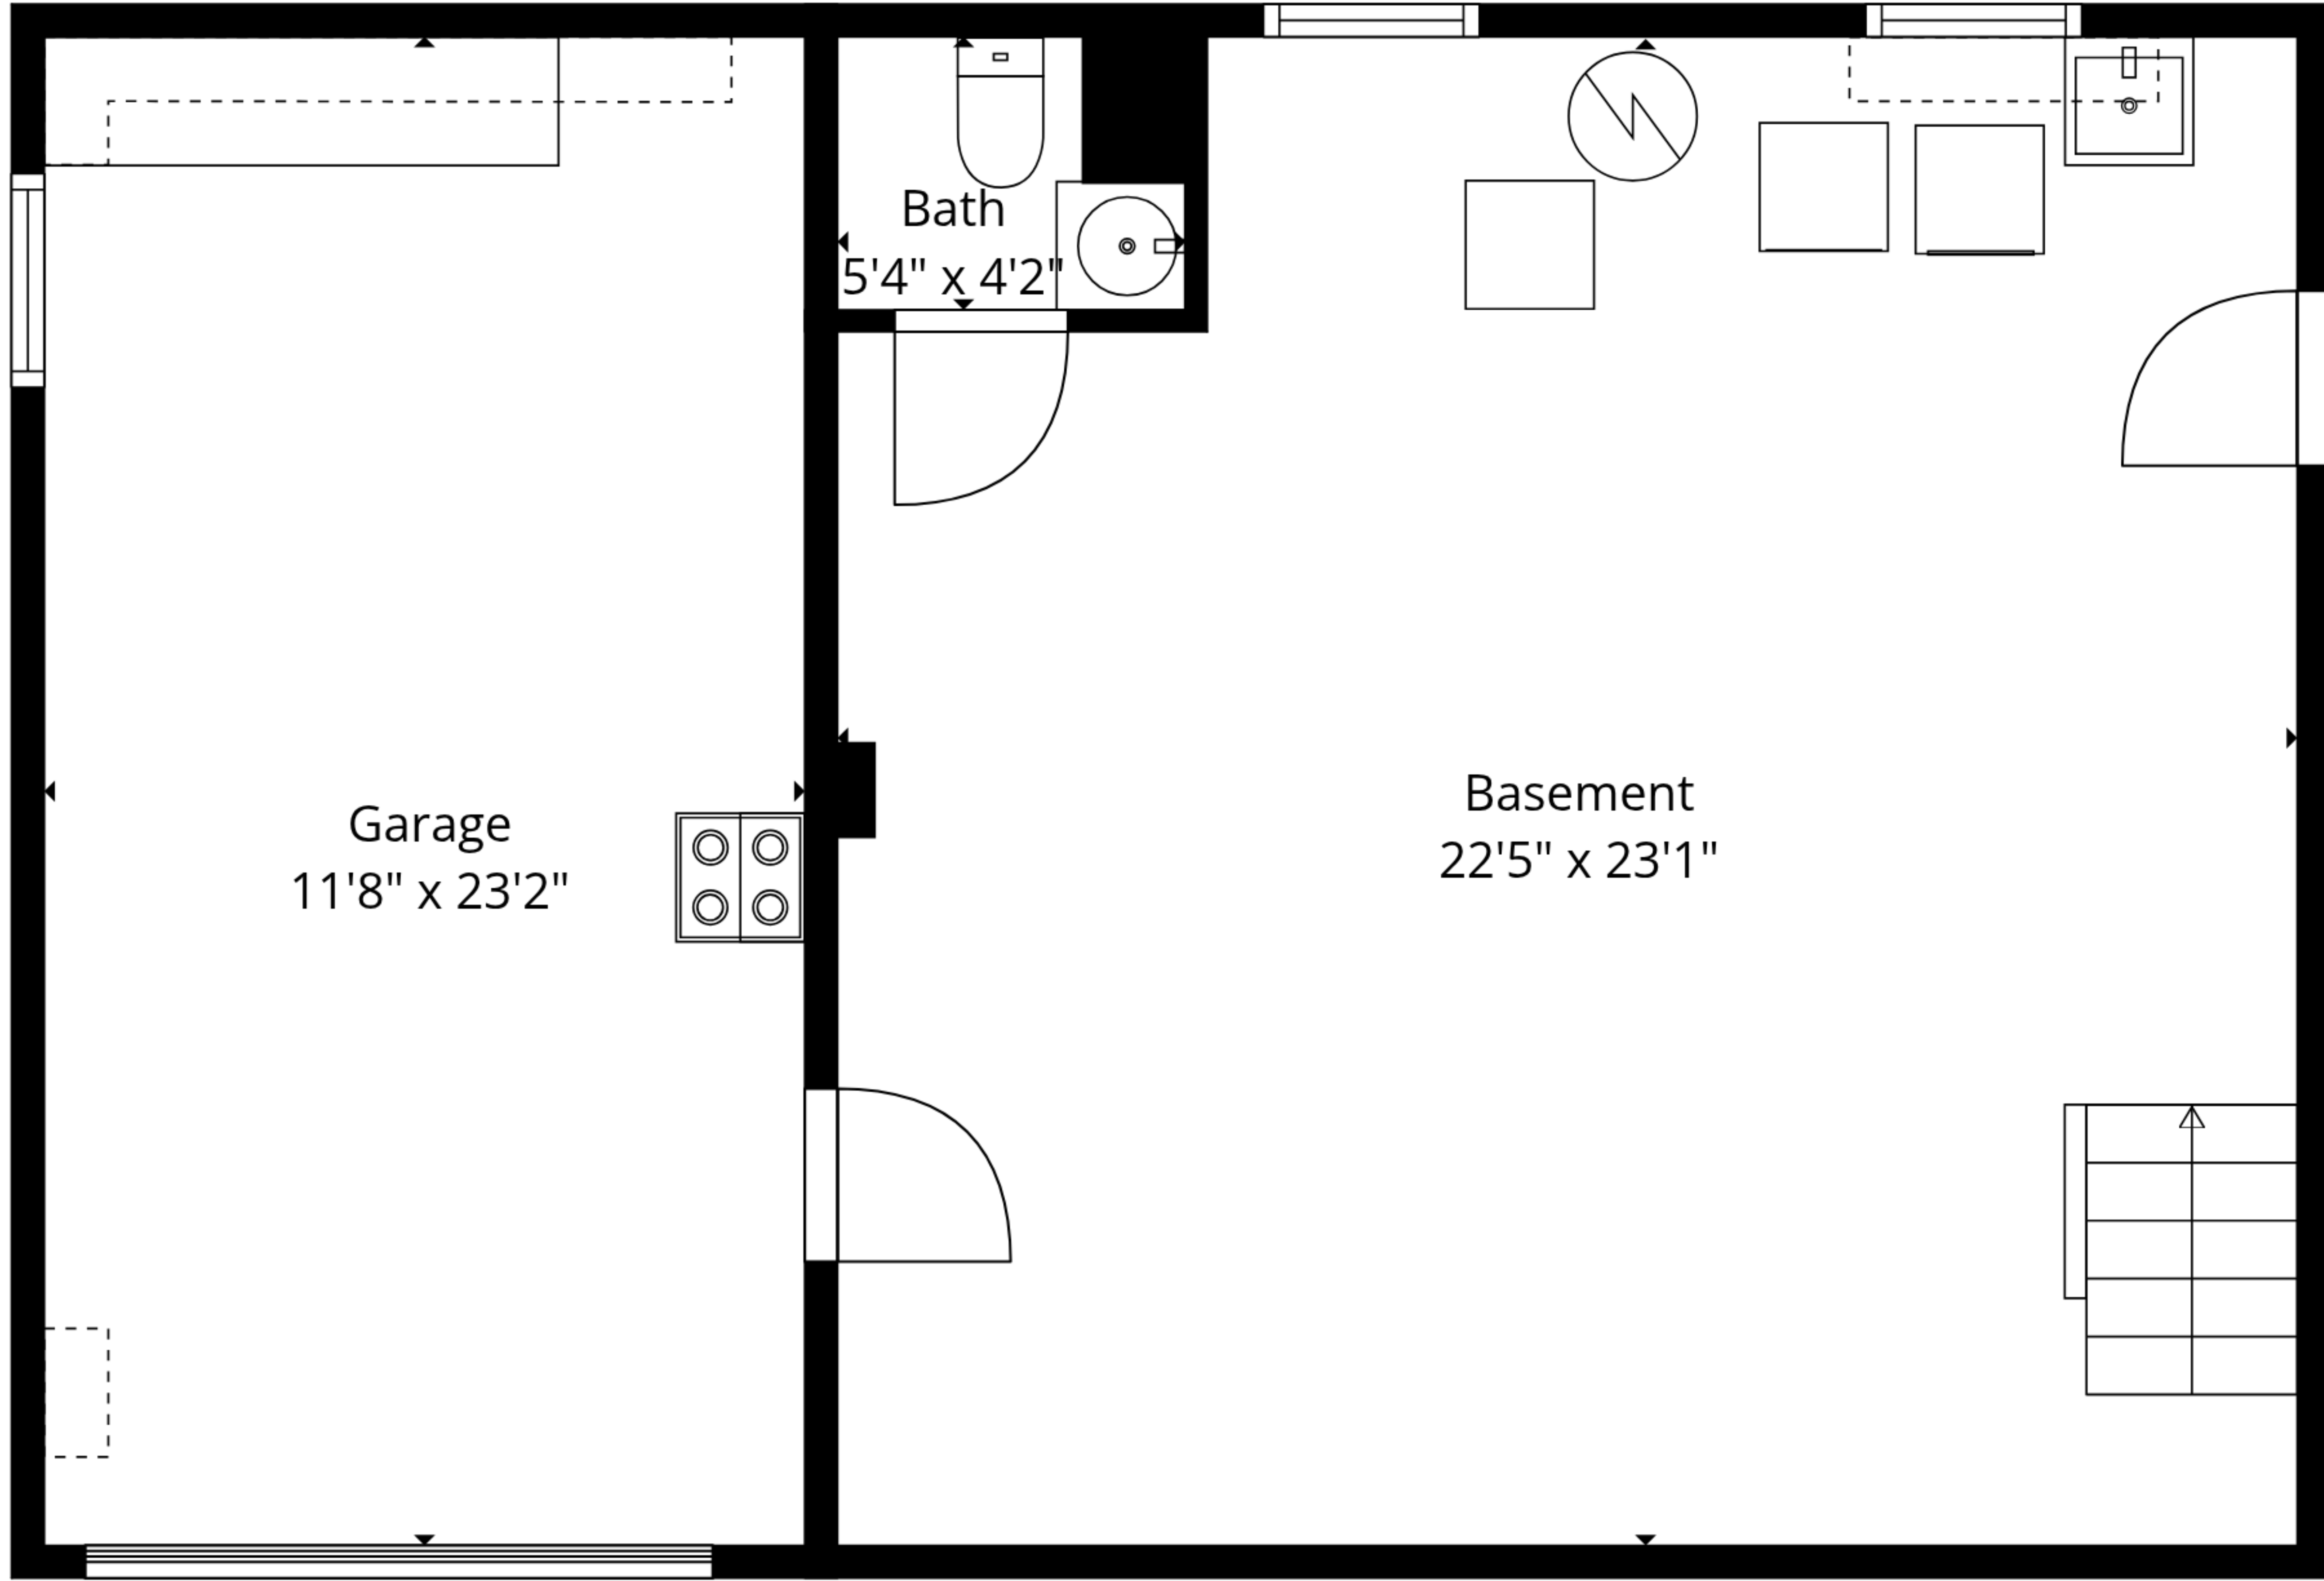 Bath
5'4" x 4'2"
Garage
11'8" x 23'2"
Basement
22'5" x 23'1"